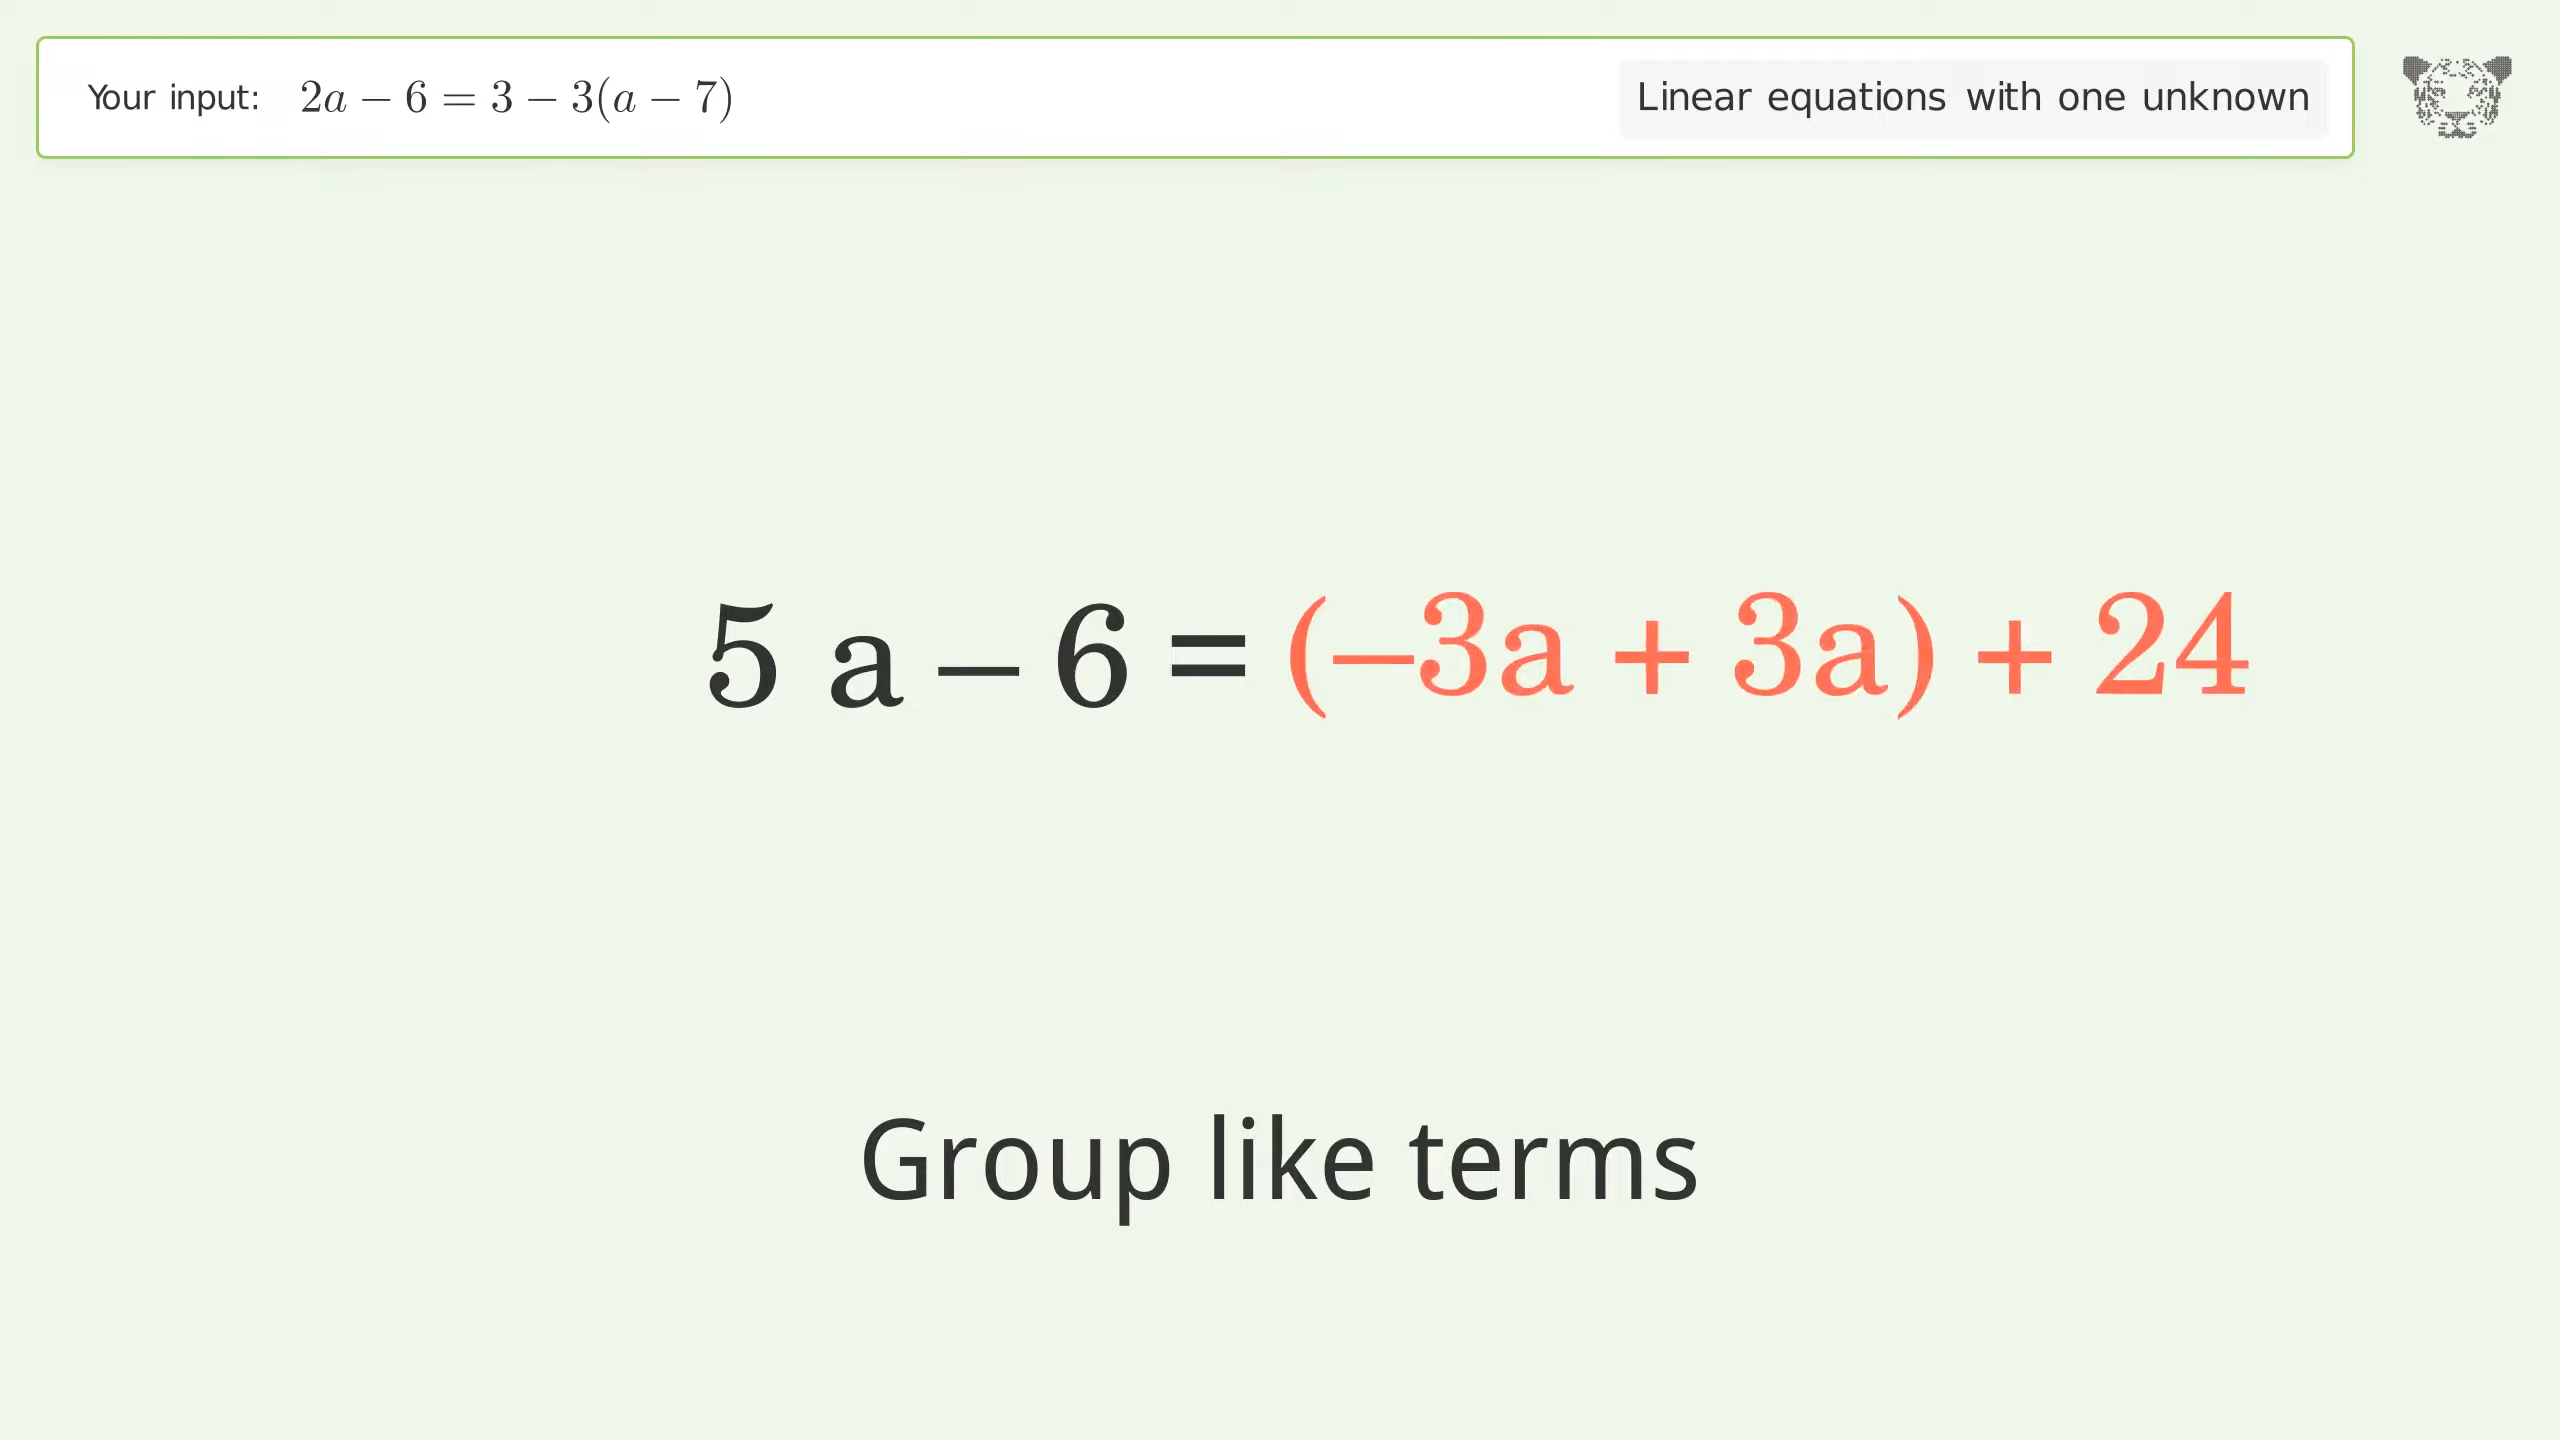 Your input: 2a − 6 = 3 − 3(a − 7)
Linear equations with one unknown
5 a – 6 = (–3a + 3a) + 24
Group like terms